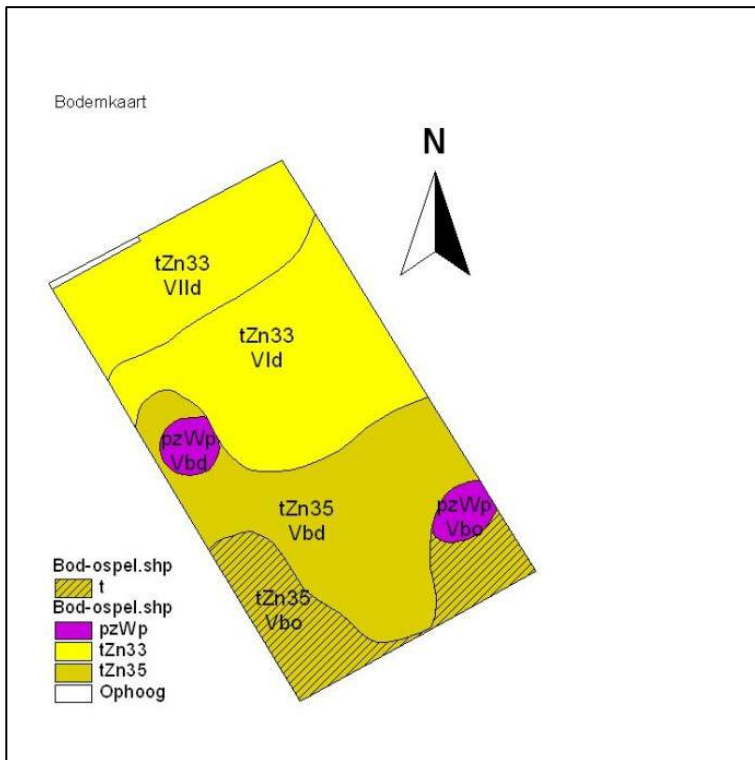 Bodemkaart
N
tZn33
VIId
tZn33
VId
pzWp
Vbd
pzWp
Vbo
tZn35
Vbd
tZn35
Vbo
Bod-ospel.shp
t
Bod-ospel.shp
pzWp
tZn33
tZn35
Ophoog